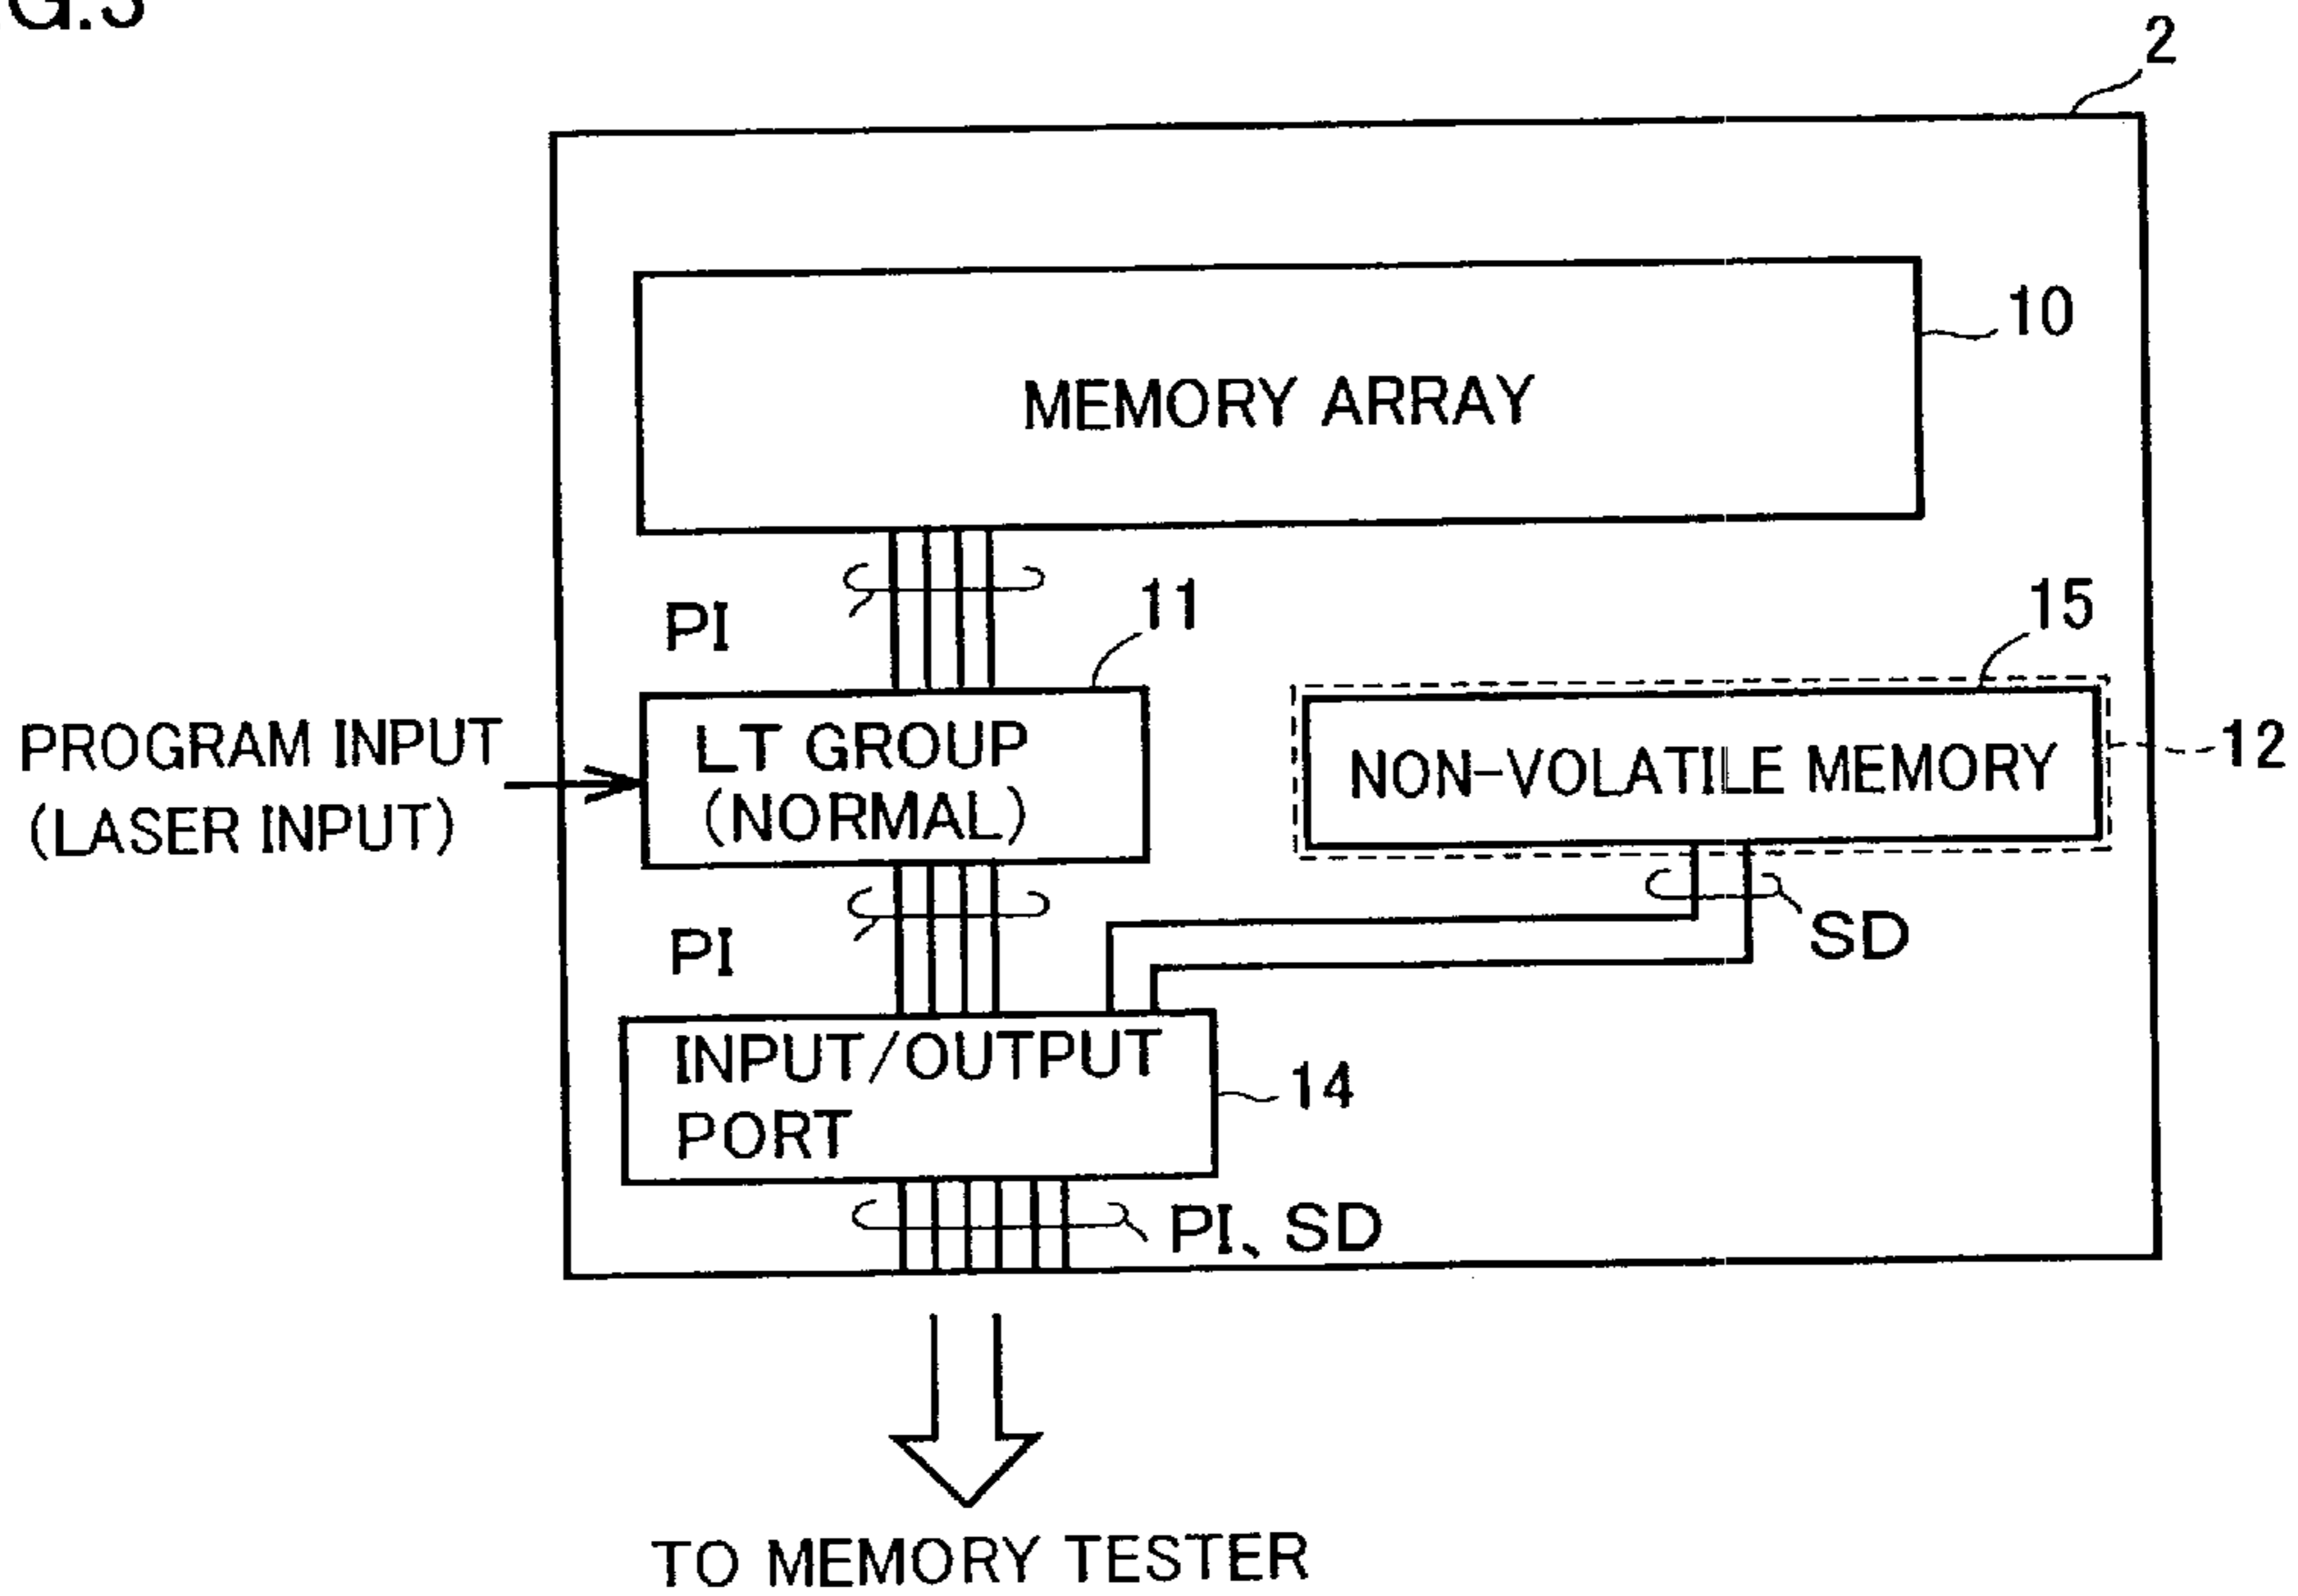 G.3
2
10
MEMORY ARRAY
PI
11
15
PROGRAM INPUT
(LASER INPUT)
LT GROUP
(NORMAL)
NON-VOLATILE MEMORY
12
PI
SD
INPUT/OUTPUT
PORT
14
PI、SD
TO MEMORY TESTER